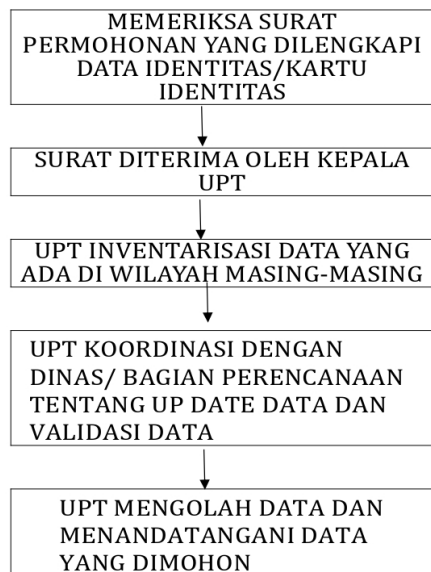 MEMERIKSA SURAT
PERMOHONAN YANG DILENGKAPI
DATA IDENTITAS/KARTU
IDENTITAS
SURAT DITERIMA OLEH KEPALA
UPT
UPT INVENTARISASI DATA YANG
ADA DI WILAYAH MASING-MASING
UPT KOORDINASI DENGAN
DINAS/ BAGIAN PERENCANAAN
TENTANG UP DATE DATA DAN
VALIDASI DATA
UPT MENGOLAH DATA DAN
MENANDATANGANI DATA
YANG DIMOHON